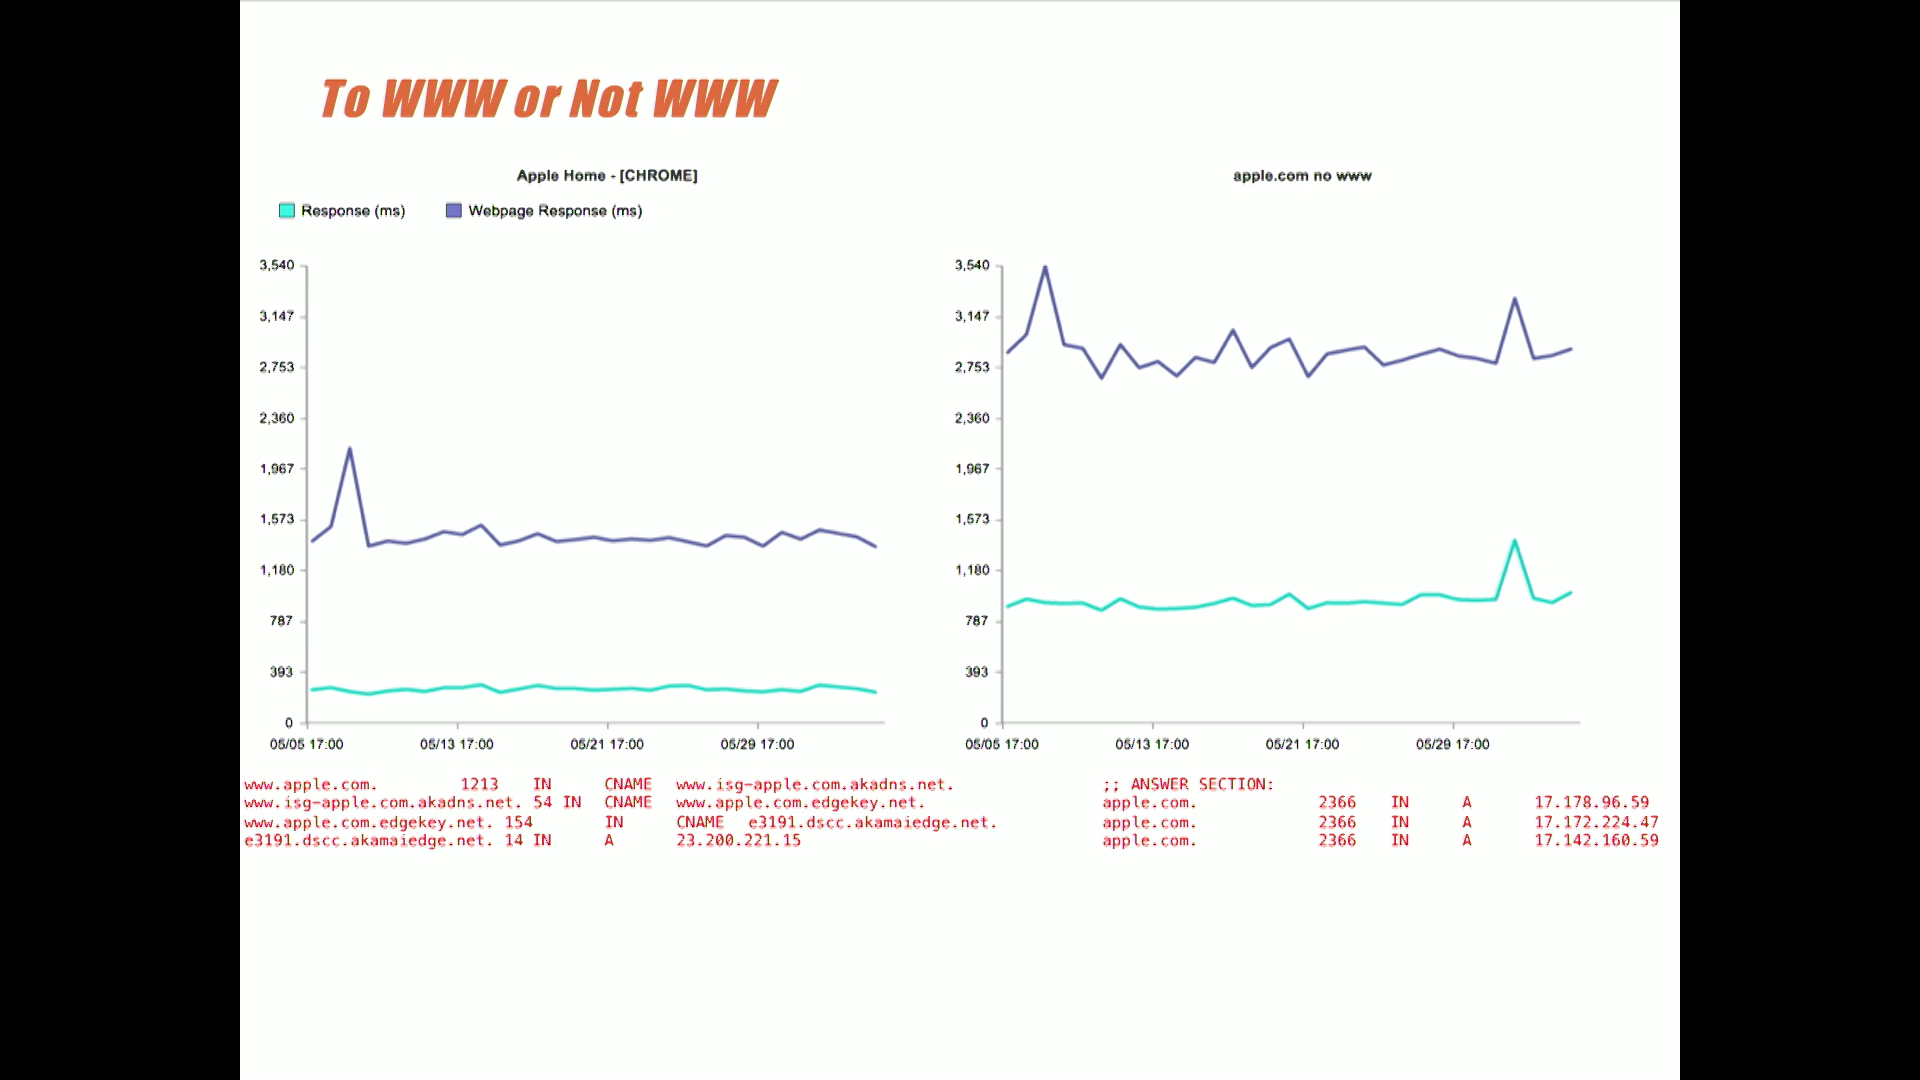 To WWW or Not WWW
Apple Home - [CHROME]
Response (ms) Webpage Response (ms)
3,540
3,147
2,753
2,360
1,967
1,573
1,180
787
393
0
05/05 17:00 05/13 17:00 05/21 17:00 05/29 17:00
apple.com no www
3,540
3,147
2,753
2,360
1,967
1,573
1,180
787
393
0
05/05 17:00 05/13 17:00 05/21 17:00 05/29 17:00
www.apple.com. 1213 IN CNAME www.isg-apple.com.akadns.net.
www.isg-apple.com.akadns.net. 54 IN CNAME www.apple.com.edgekey.net.
www.apple.com.edgekey.net. 154 IN CNAME e3191.dscc.akamaiedge.net.
e3191.dscc.akamaiedge.net. 14 IN A 23.200.221.15
;; ANSWER SECTION:
apple.com. 2366 IN A 17.178.96.59
apple.com. 2366 IN A 17.172.224.47
apple.com. 2366 IN A 17.142.160.59